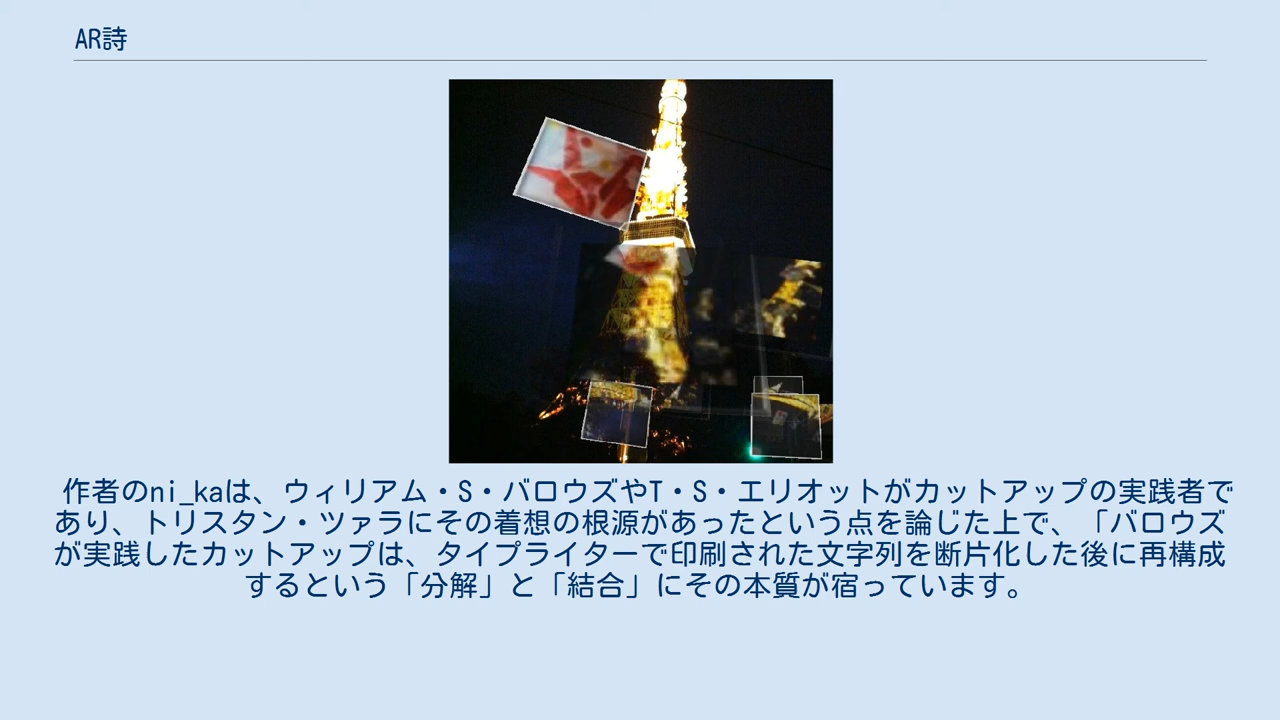 AR詩
作者のni_kaは、ウィリアム・S・バロウズやT・S・エリオットがカットアップの実践者で
あり、トリスタン・ツァラにその着想の根源があったという点を論じた上で、「バロウズ
が実践したカットアップは、タイプライターで印刷された文字列を断片化した後に再構成
するという「分解」と「結合」にその本質が宿っています。